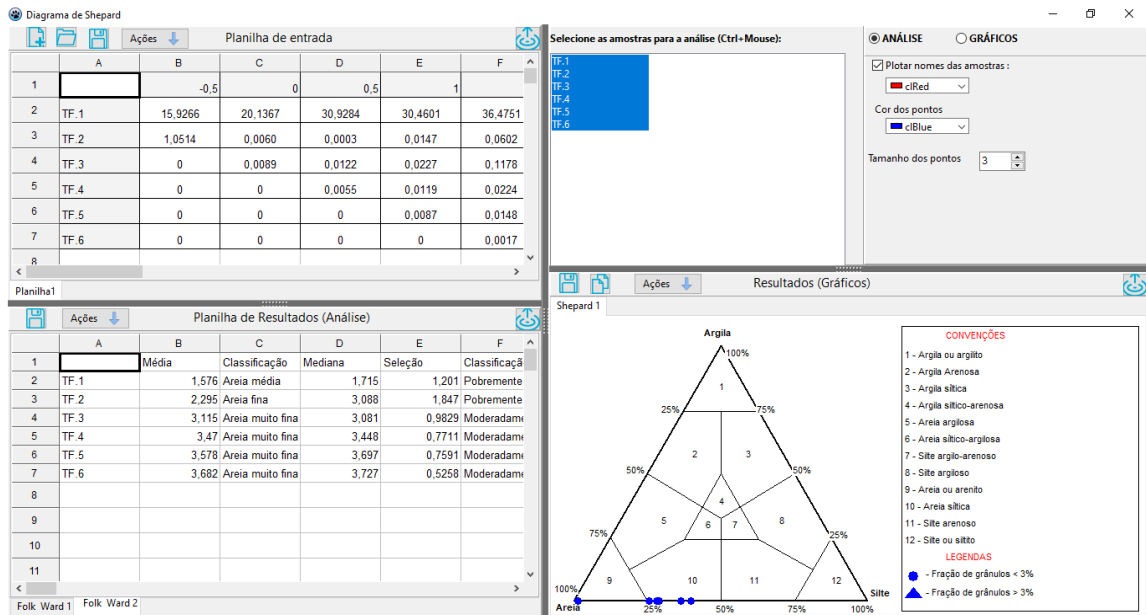 Diagrama de Shepard
Ações Planilha de entrada
A B C D E F
1 -0,5 0 0,5 1
2 TF.1 15,9266 20,1367 30,9284 30,4601 36,4751
3 TF.2 1,0514 0,0060 0,0003 0,0147 0,0602
4 TF.3 0 0,0089 0,0122 0,0227 0,1178
5 TF.4 0 0 0,0055 0,0119 0,0224
6 TF.5 0 0 0 0,0087 0,0148
7 TF.6 0 0 0 0 0,0017
8
Planilha1
Ações Planilha de Resultados (Análise)
A B C D E F
1 Média Classificação Mediana Seleção Classificaçã
2 TF.1 1,576 Areia média 1,715 1,201 Pobremente
3 TF.2 2,295 Areia fina 3,088 1,847 Pobremente
4 TF.3 3,115 Areia muito fina 3,081 0,9829 Moderadame
5 TF.4 3,47 Areia muito fina 3,448 0,7711 Moderadame
6 TF.5 3,578 Areia muito fina 3,697 0,7591 Moderadame
7 TF.6 3,682 Areia muito fina 3,727 0,5258 Moderadame
8
9
10
11
Folk Ward 1 Folk Ward 2
Selecione as amostras para a análise (Ctrl+Mouse):
TF.1
TF.2
TF.3
TF.4
TF.5
TF.6
ANÁLISE GRÁFICOS
Plotar nomes das amostras :
clRed
Cor dos pontos
clBlue
Tamanho dos pontos 3
Ações Resultados (Gráficos)
Shepard 1
Argila
100%
1
25% 75%
2 3
50% 50%
4
5 6 7 8
75% 25%
9 10 11 12
100% Silte
Areia 25% 50% 75% 100%
CONVENÇÕES
1 - Argila ou argilito
2 - Argila Arenosa
3 - Argila síltica
4 - Argila síltico-arenosa
5 - Areia argilosa
6 - Areia síltico-argilosa
7 - Silte argilo-arenoso
8 - Silte argiloso
9 - Areia ou arenito
10 - Areia síltica
11 - Silte arenoso
12 - Silte ou siltito
LEGENDAS
- Fração de grânulos < 3%
- Fração de grânulos > 3%